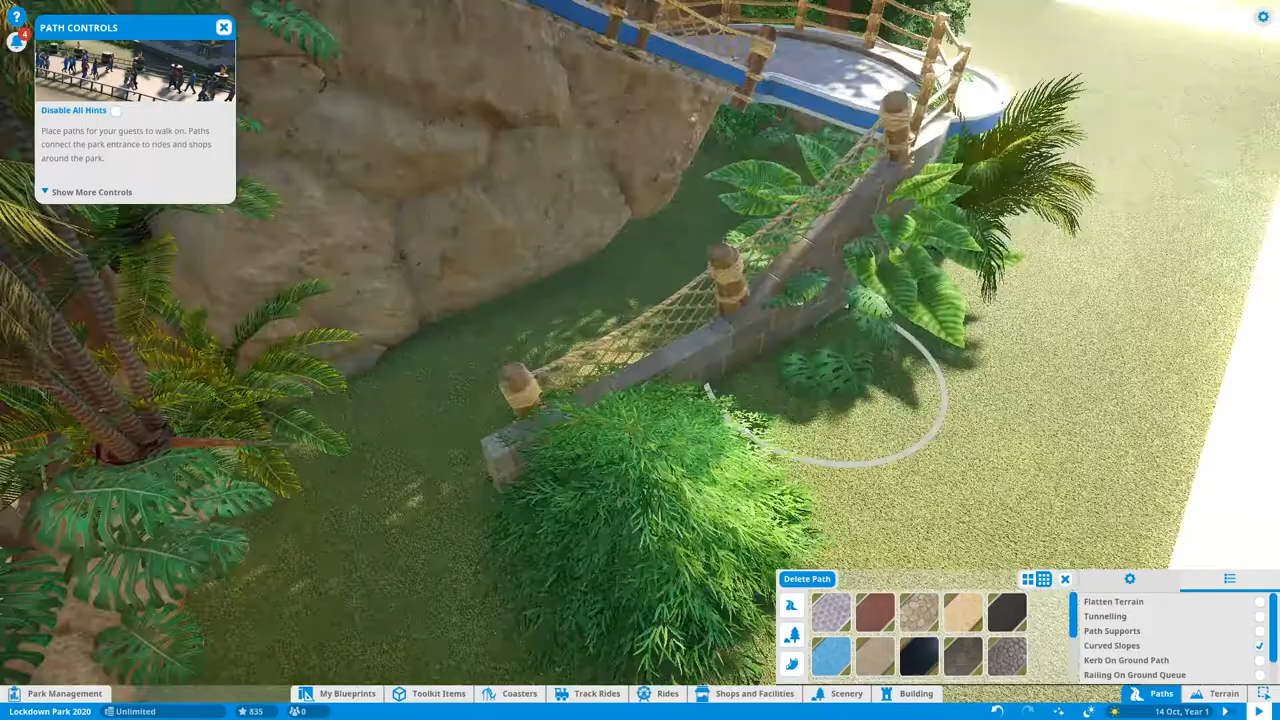 ?
PATH CONTROLS
4
Disable All Hints
Place paths for your guests to walk on. Paths
connect the park entrance to rides and shops
around the park.
Show More Controls
Delete Path
Flatten Terrain
Tunnelling
Path Supports
Curved Slopes
Kerb On Ground Path
Railing On Ground Queue
Park Management
My Blueprints
Toolkit Items
Coasters
Track Rides
Rides
Shops and Facilities
Scenery
Building
Paths
Terrain
Lockdown Park 2020
Unlimited
835
0
14 Oct, Year 1